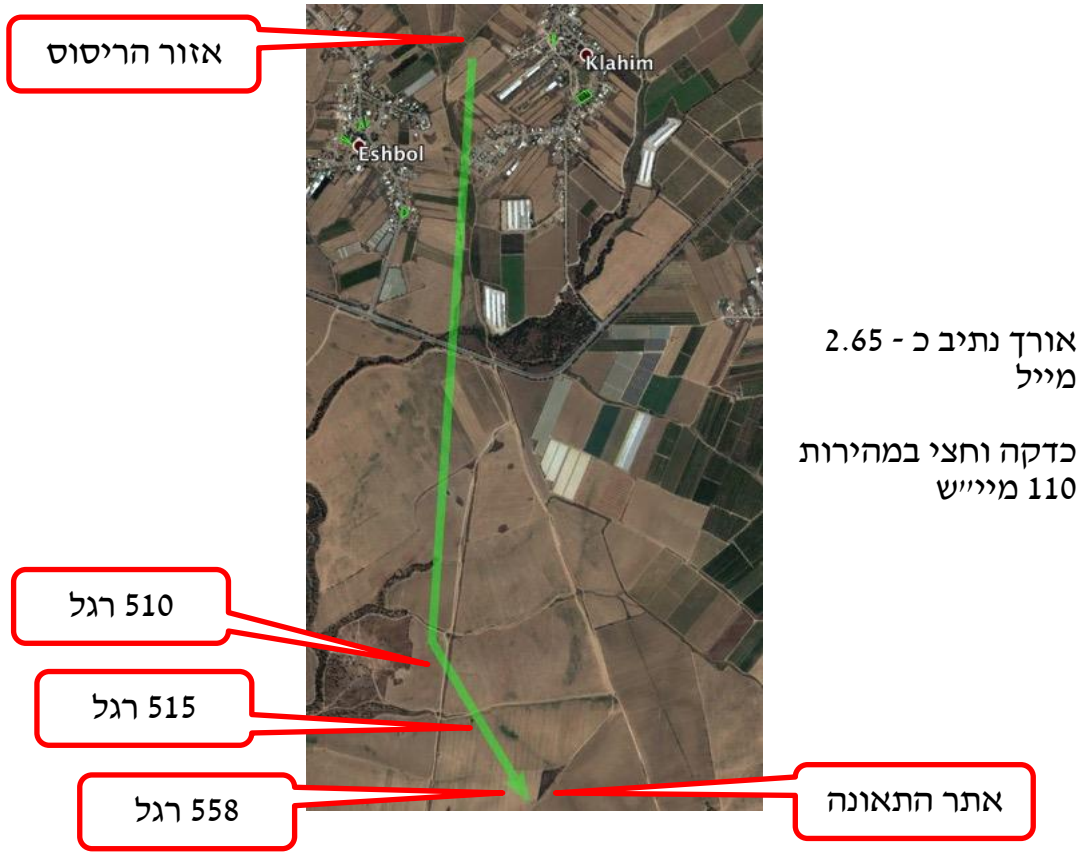 אזור הריסוס
Klahim
Eshbol
אורך נתיב כ - 2.65
מייל
כדקה וחצי במהירות
110 מיי״ש
510 רגל
515 רגל
558 רגל
אתר התאונה